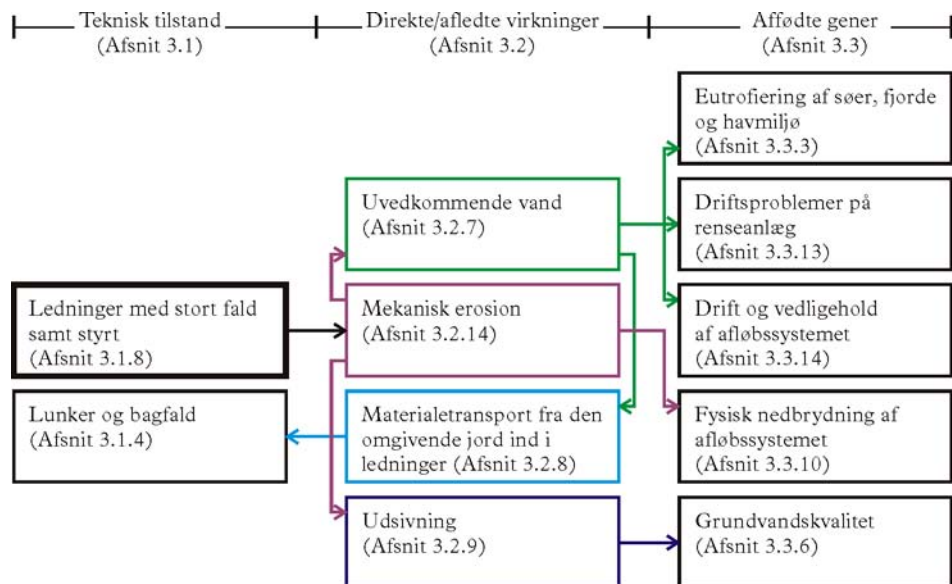 Teknisk tilstand
(Afsnit 3.1)
Direkte/afledte virkninger
(Afsnit 3.2)
Affødte gener
(Afsnit 3.3)
Ledninger med stort fald
samt styrt
(Afsnit 3.1.8)
Lunker og bagfald
(Afsnit 3.1.4)
Uvedkommende vand
(Afsnit 3.2.7)
Mekanisk erosion
(Afsnit 3.2.14)
Materialetransport fra den
omgivende jord ind i
ledninger (Afsnit 3.2.8)
Udsivning
(Afsnit 3.2.9)
Eutrofiering af søer, fjorde
og havmiljø
(Afsnit 3.3.3)
Driftsproblemer på
renseanlæg
(Afsnit 3.3.13)
Drift og vedligehold
af afløbssystemet
(Afsnit 3.3.14)
Fysisk nedbrydning af
afløbssystemet
(Afsnit 3.3.10)
Grundvandskvalitet
(Afsnit 3.3.6)